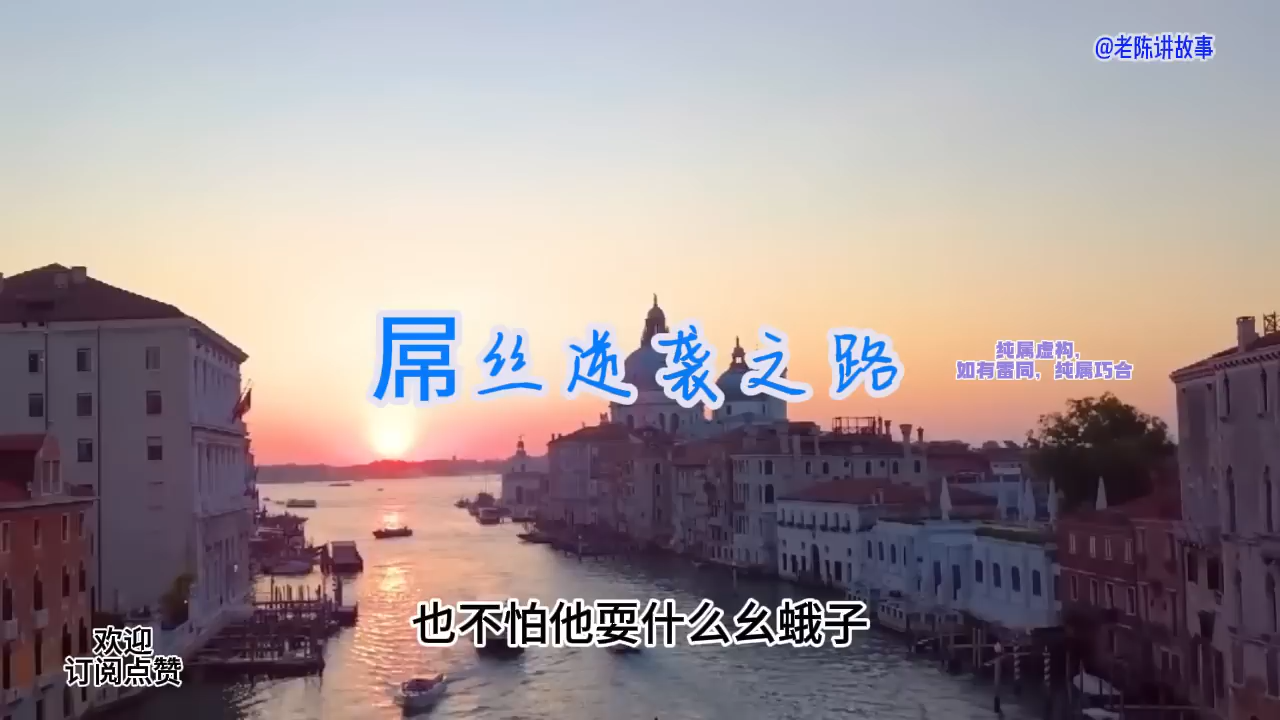 @老陈讲故事
屌丝逆袭之路
纯属虚构，
如有雷同，纯属巧合
也不怕他耍什么幺蛾子
欢迎
订阅点赞